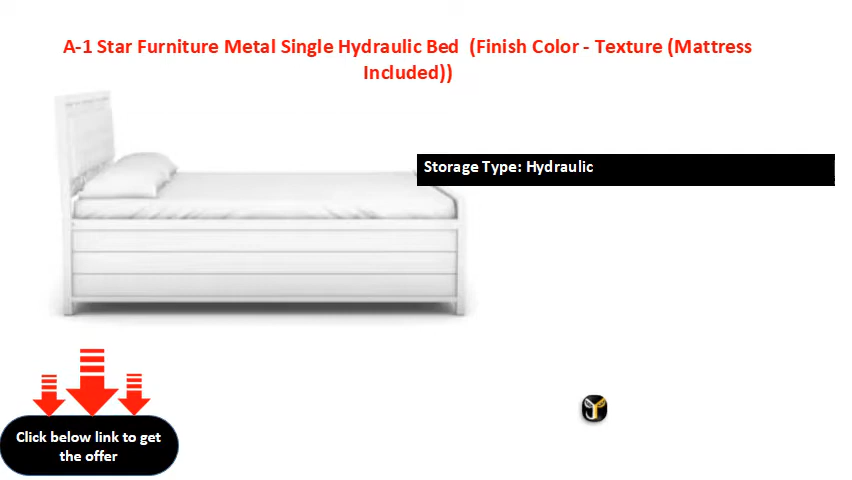 A-1 Star Furniture Metal Single Hydraulic Bed  (Finish Color - Texture (Mattress
Included))
Storage Type: Hydraulic
Click below link to get
the offer